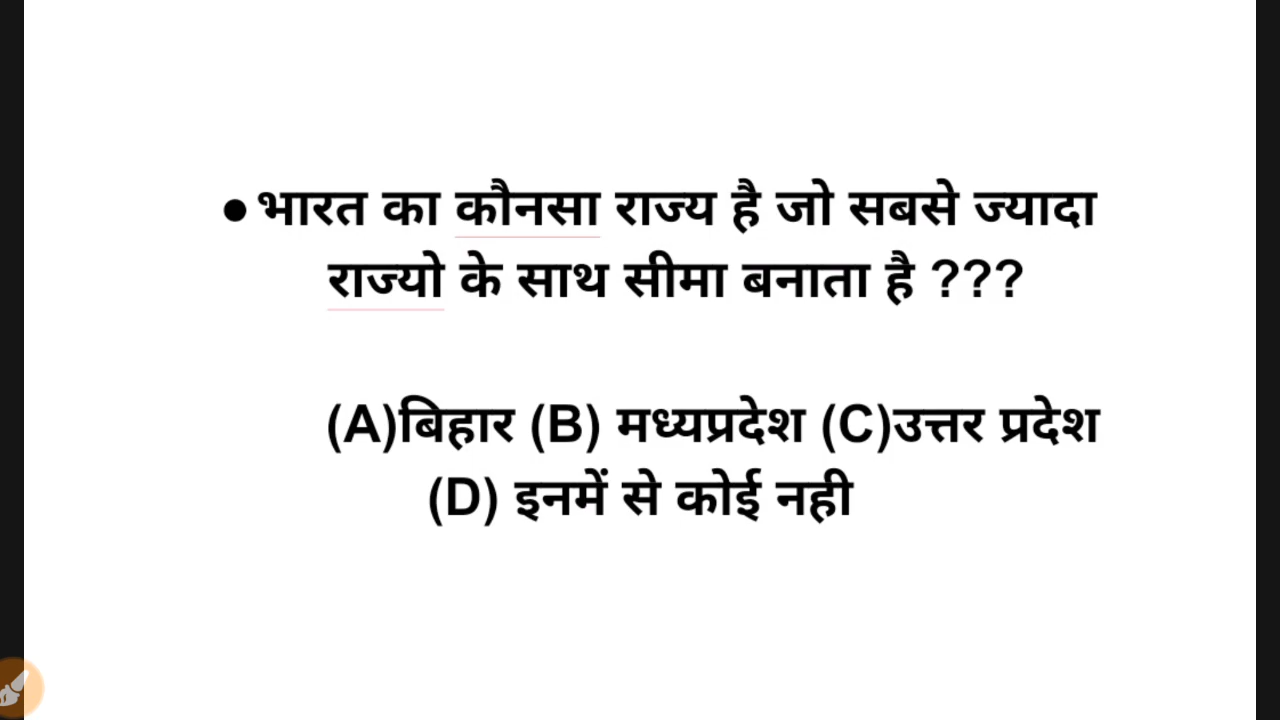 ●भारत का कौनसा राज्य है जो सबसे ज्यादा
राज्यो के साथ सीमा बनाता है ???
(A)बिहार (B) मध्यप्रदेश (C)उत्तर प्रदेश
(D) इनमें से कोई नही